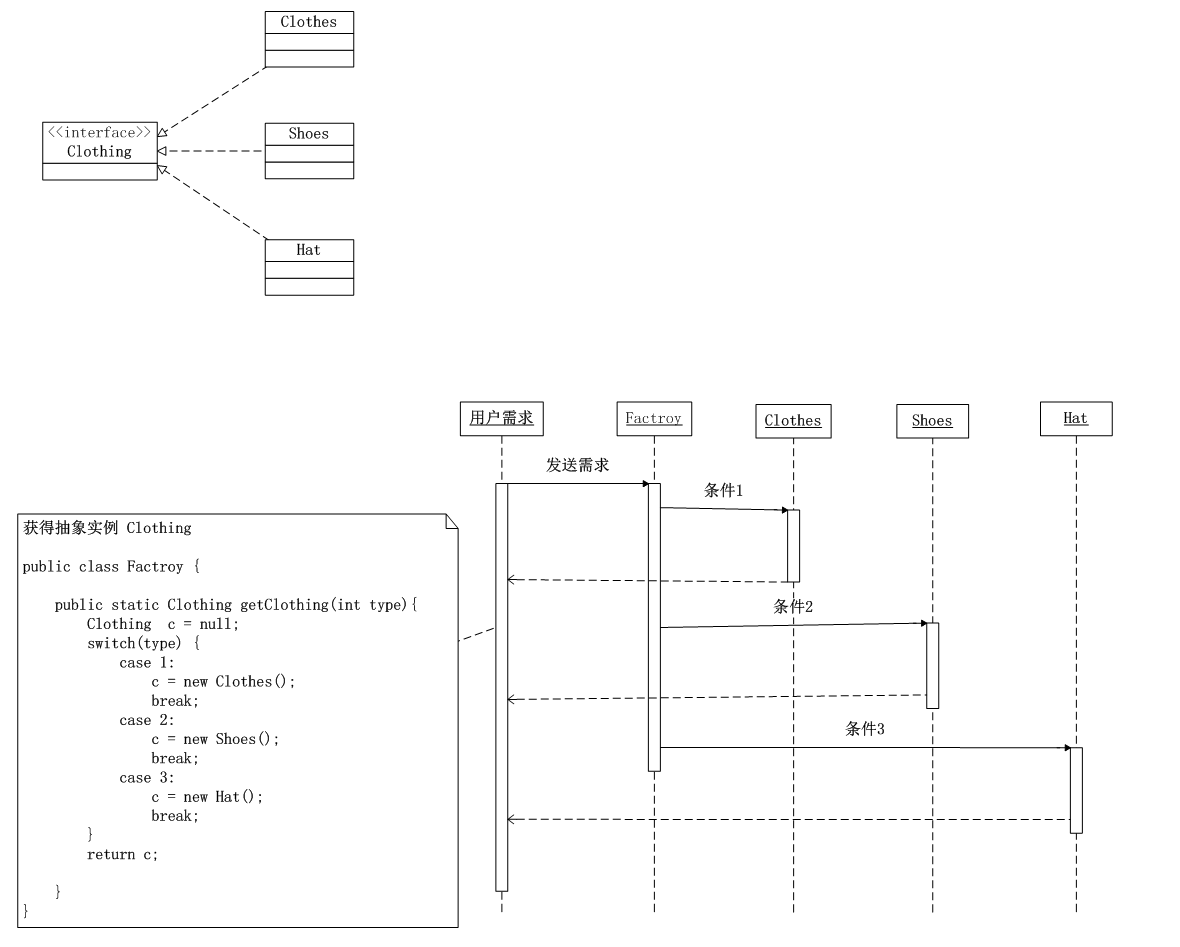 Clothes
<<interface>>
Clothing
Shoes
Hat
用户需求
Factroy
Clothes
Shoes
Hat
发送需求
条件1
条件2
条件3
获得抽象实例 Clothing
public class Factroy {
public static Clothing getClothing(int type){
Clothing  c = null;
switch(type) {
case 1:
c = new Clothes();
break;
case 2:
c = new Shoes();
break;
case 3:
c = new Hat();
break;
}
return c;
}
}